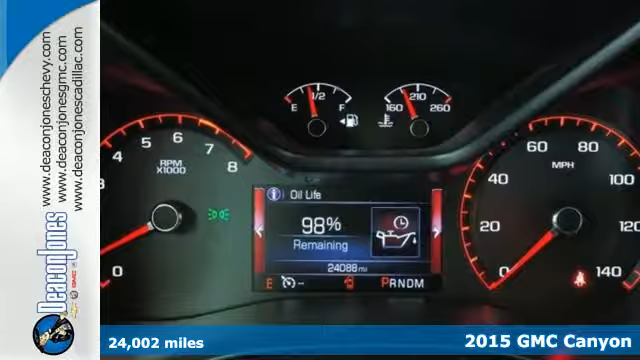 www.deaconjoneschevy.com
www.deaconjonesgmc.com
www.deaconjonescadillac.com
DeaconJones
GMC
E 1/2 F
160 210 260
3 4 5 6 7 8
RPM
X1000
0
Oil Life
98%
Remaining
24088 mi
E PRNDM
0 20 40 60 80 100 120 140
MPH
24,002 miles
2015 GMC Canyon